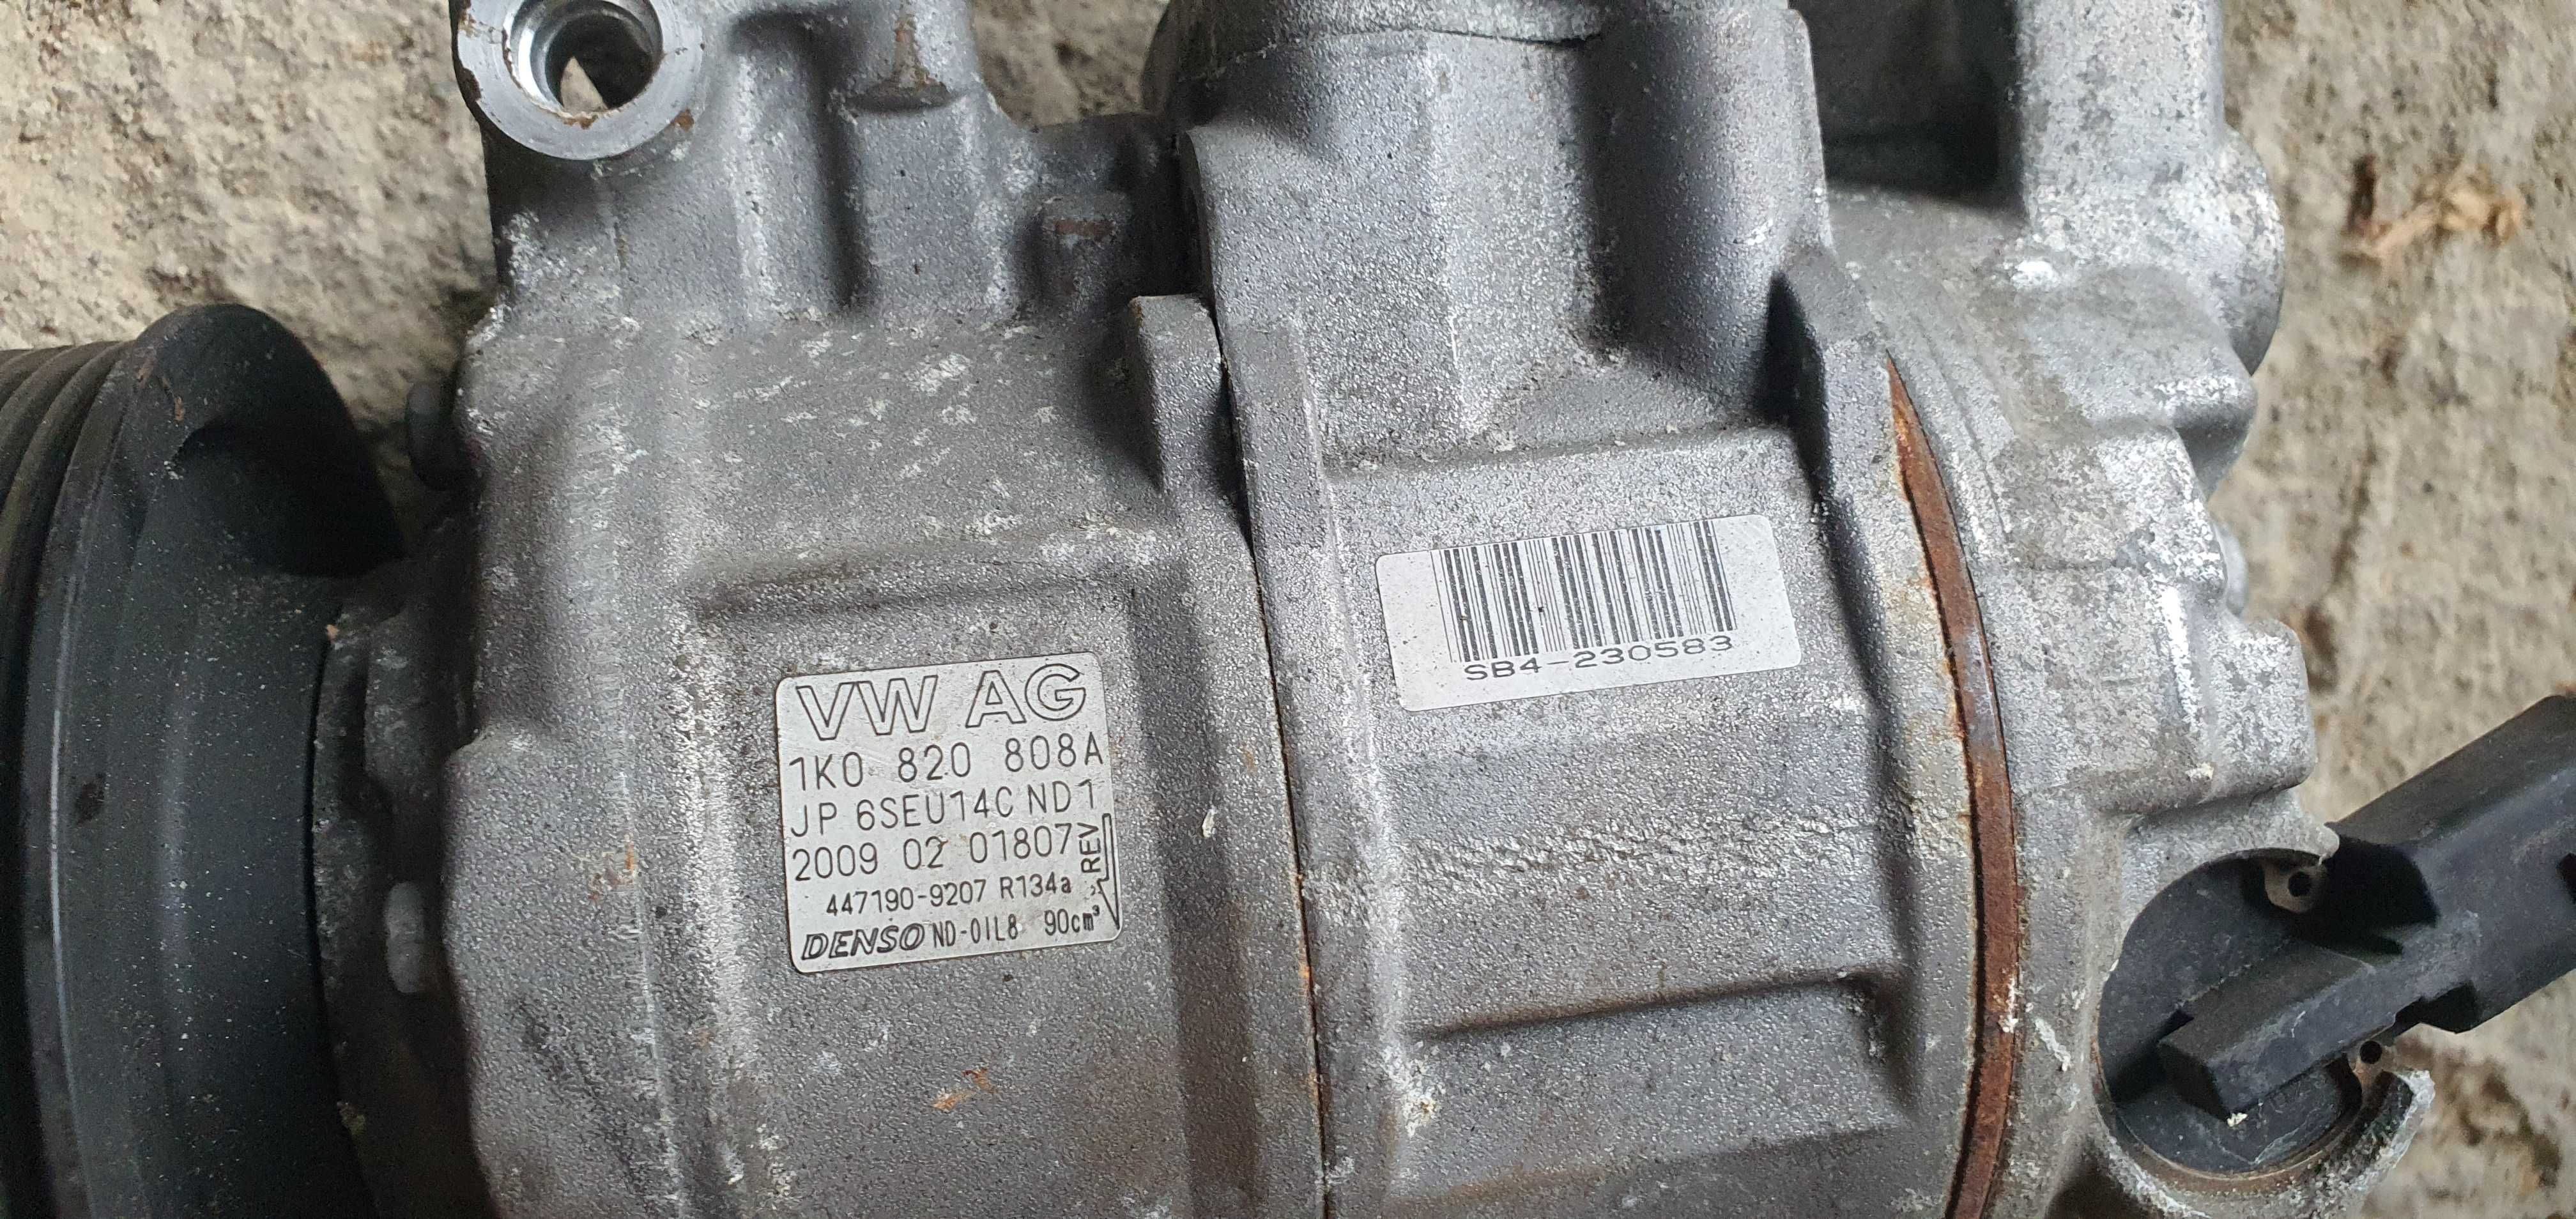 VW AG
1K0 820 808A
JP 6SEU14C ND1
2009 02 01807
REV
447190-9207 R134a
DENSO ND-OIL8 90cm³
SB4-230583